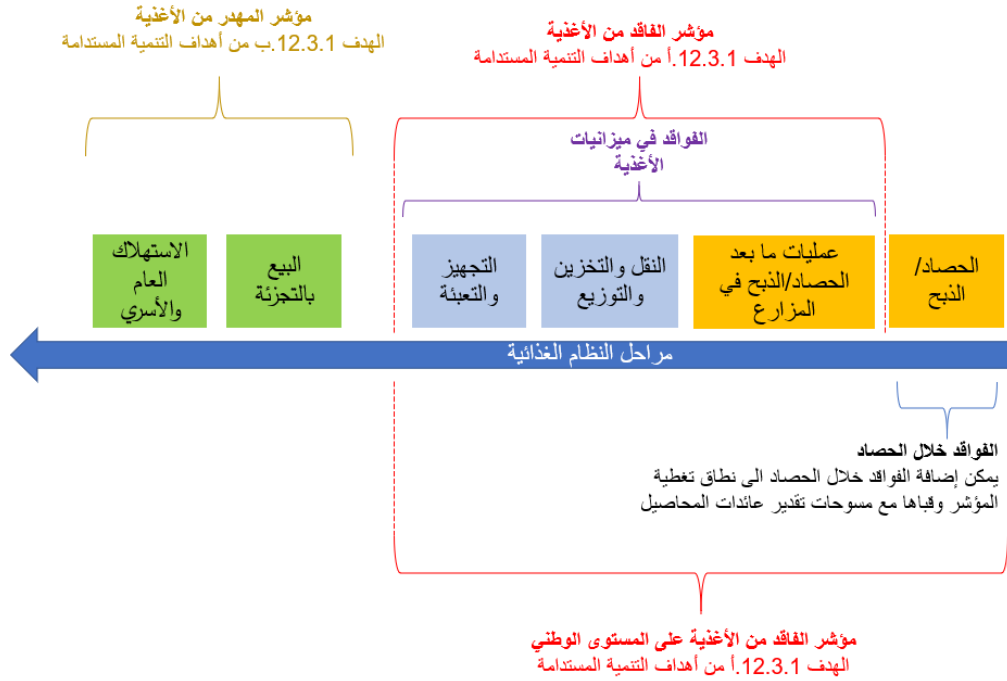 مؤشر الفاقد من الأغذية
الهدف 12.3.1.أ من أهداف التنمية المستدامة
مؤشر المهدر من الأغذية
الهدف 12.3.1.ب من أهداف التنمية المستدامة
الفواقد في ميزانيات
الأغذية
الحصاد/
الذبح
عمليات ما بعد
الحصاد/الذبح في
المزارع
النقل والتخزين
والتوزيع
التجهيز
والتعبئة
البيع
بالتجزئة
الاستهلاك
العام
والأسري
مراحل النظام الغذائية
الفواقد خلال الحصاد
يمكن إضافة الفواقد خلال الحصاد الى نطاق تغطية
المؤشر وقباها مع مسوحات تقدير عائدات المحاصيل
مؤشر الفاقد من الأغذية على المستوى الوطني
الهدف 12.3.1.أ من أهداف التنمية المستدامة